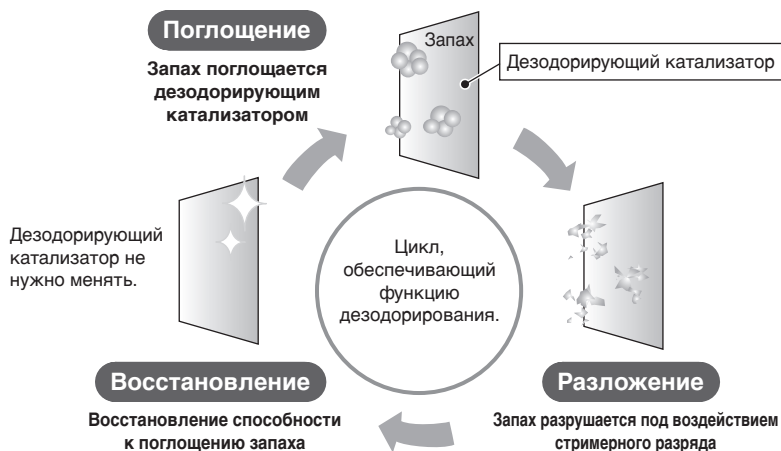 Поглощение
Запах поглощается
дезодорирующим
катализатором
Запах
Дезодорирующий катализатор
Дезодорирующий
катализатор не
нужно менять.
Цикл,
обеспечивающий
функцию
дезодорирования.
Восстановление
Восстановление способности
к поглощению запаха
Разложение
Запах разрушается под воздействием
стримерного разряда